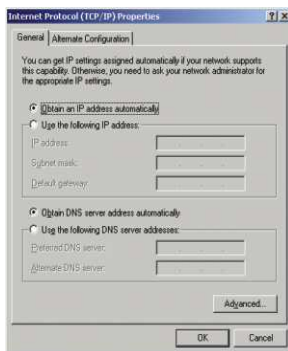 Internet Protocol (TCP/IP) Properties
General
Alternate Configuration
You can get IP settings assigned automatically if your network supports
this capability. Otherwise, you need to ask your network administrator for
the appropriate IP settings.
Obtain an IP address automatically
Use the following IP address:
IP address:
Subnet mask:
Default gateway:
Obtain DNS server address automatically
Use the following DNS server addresses:
Preferred DNS server:
Alternate DNS server:
Advanced...
OK
Cancel